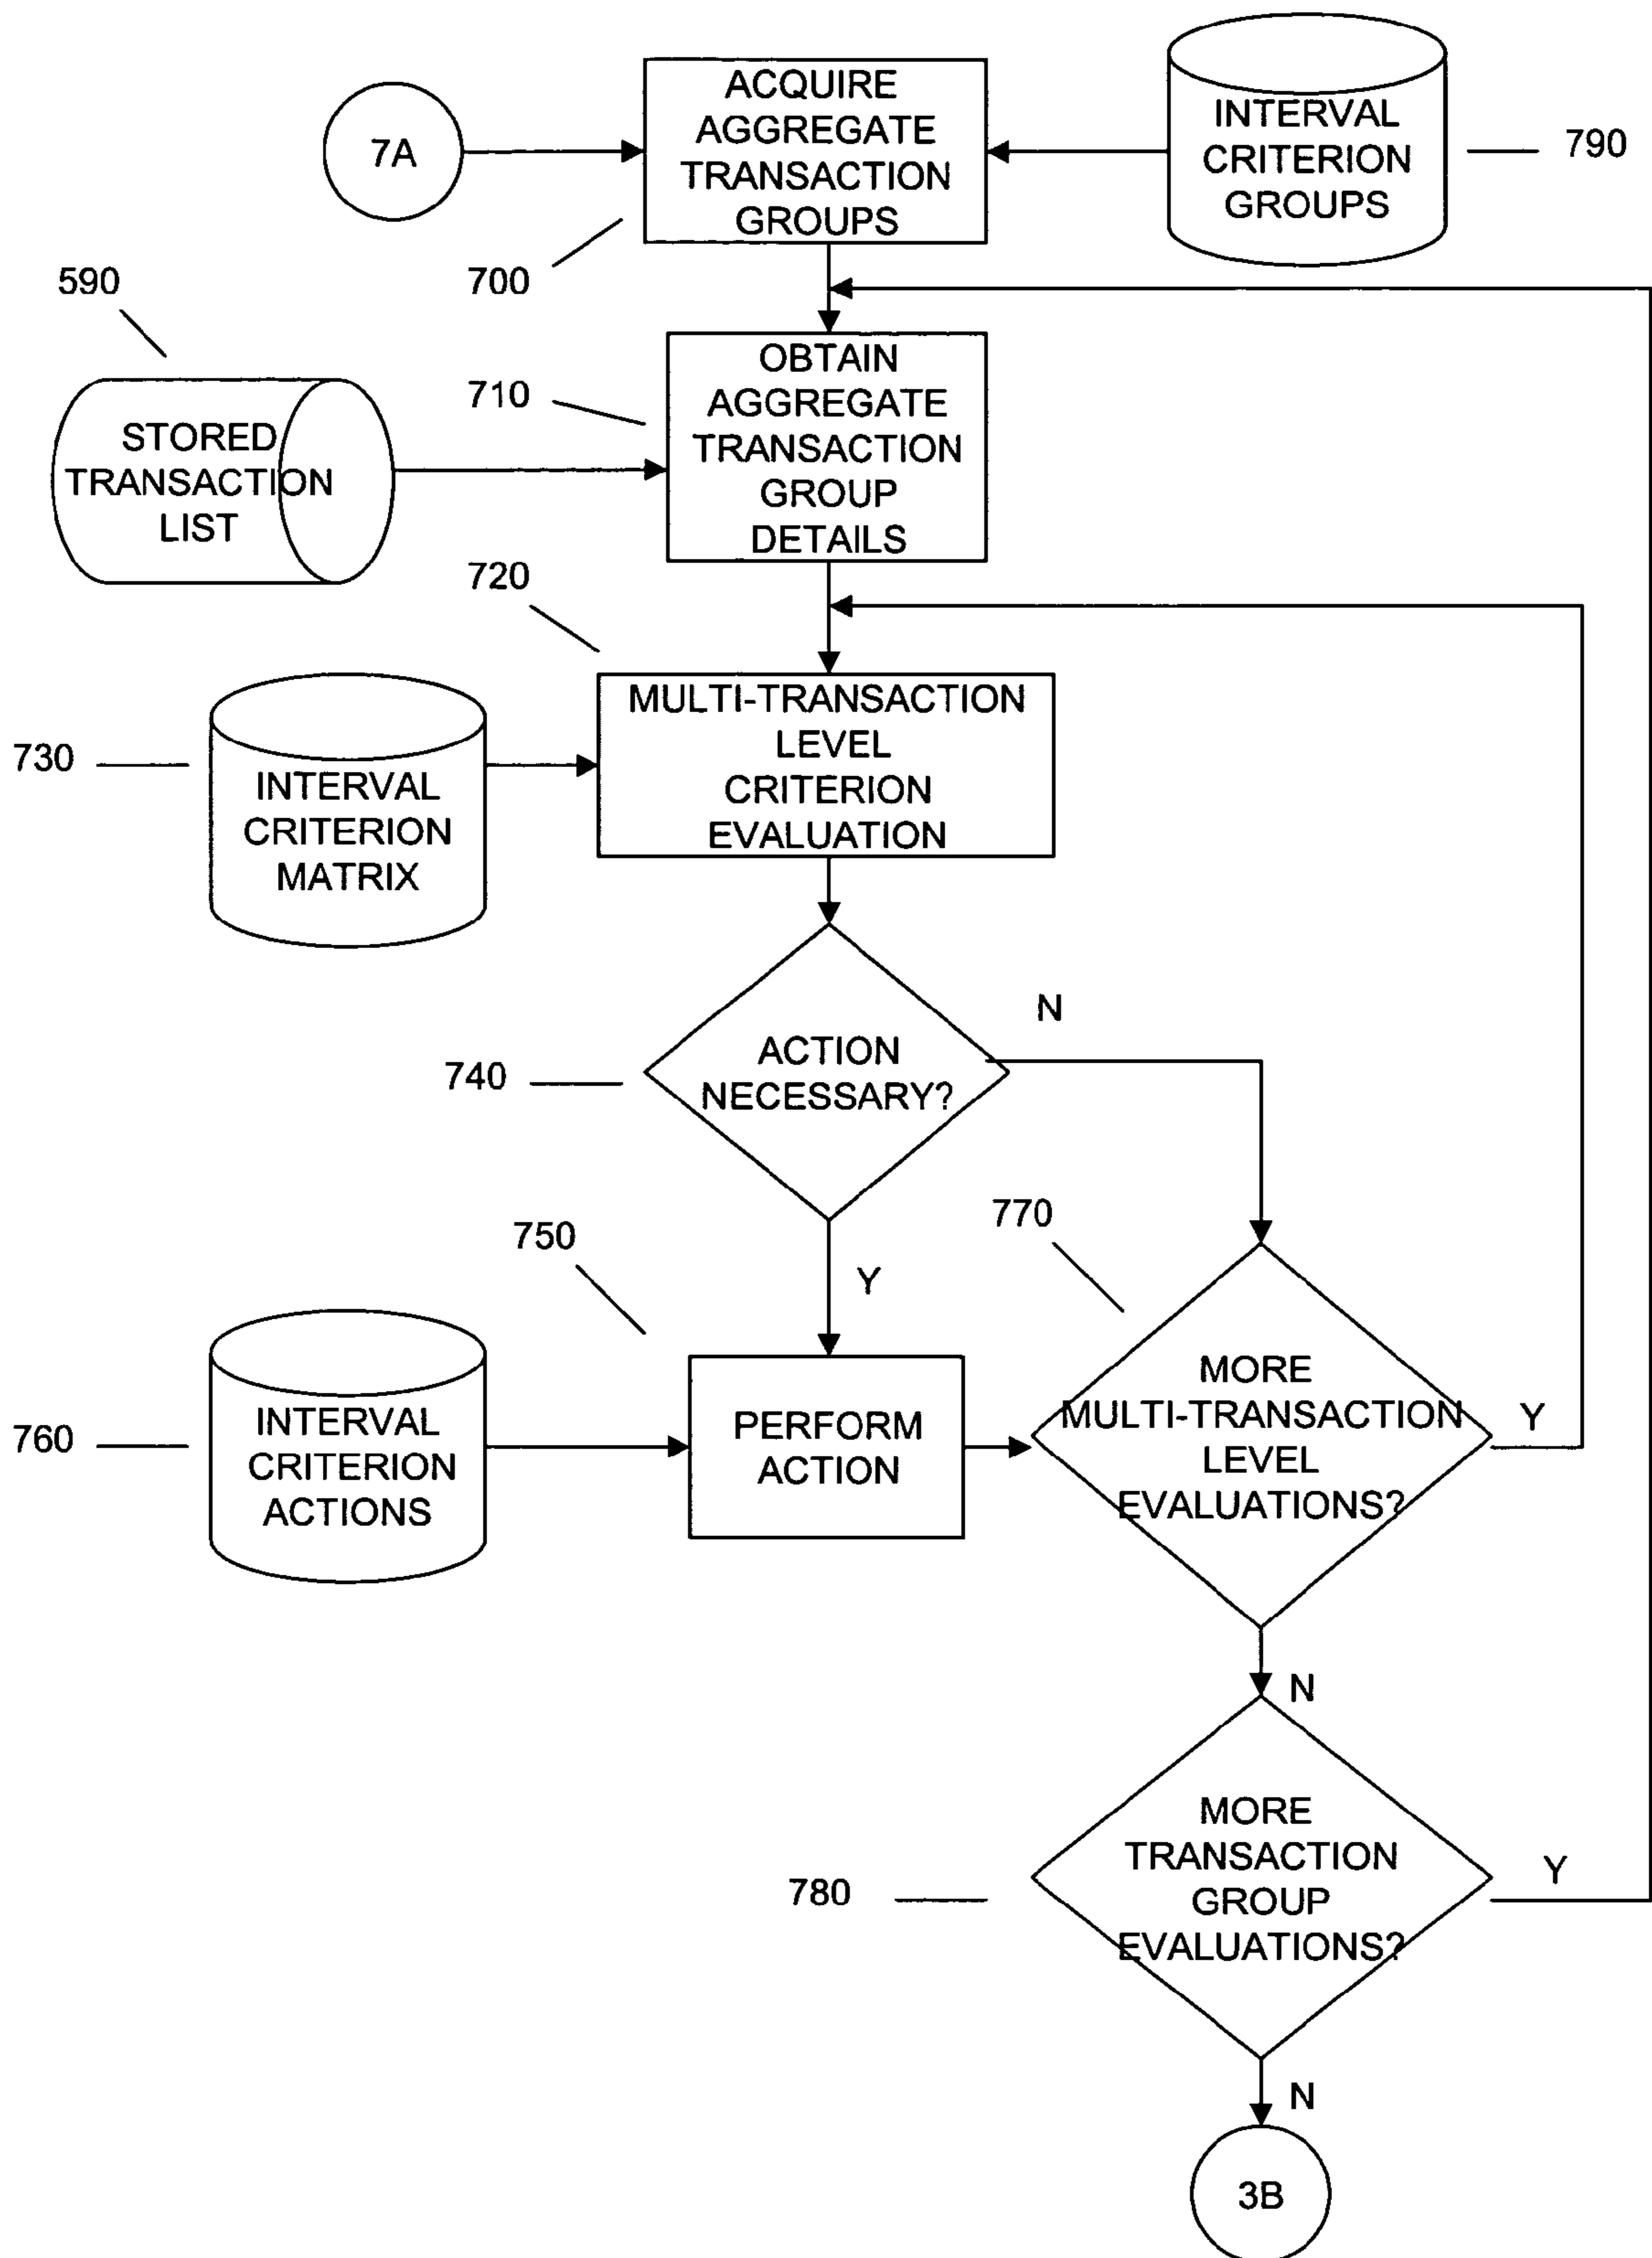 7A
ACQUIRE
AGGREGATE
TRANSACTION
GROUPS
INTERVAL
CRITERION
GROUPS
790
700
590
STORED
TRANSACTION
LIST
710
OBTAIN
AGGREGATE
TRANSACTION
GROUP
DETAILS
720
730
INTERVAL
CRITERION
MATRIX
MULTI-TRANSACTION
LEVEL
CRITERION
EVALUATION
740
ACTION
NECESSARY?
N
750
Y
770
760
INTERVAL
CRITERION
ACTIONS
PERFORM
ACTION
MORE
MULTI-TRANSACTION
LEVEL
EVALUATIONS?
Y
N
780
MORE
TRANSACTION
GROUP
EVALUATIONS?
Y
N
3B